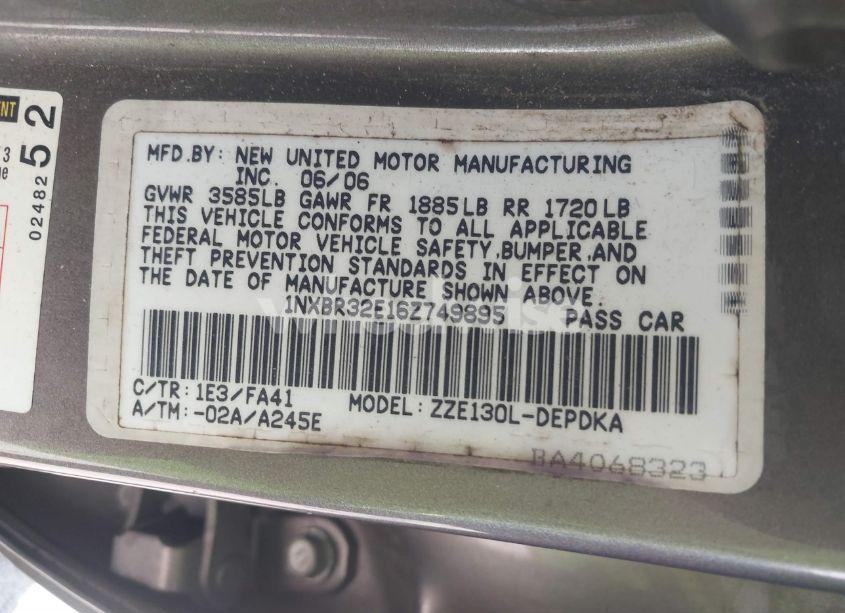 MFD.BY: NEW UNITED MOTOR MANUFACTURING
INC. 06/06
GVWR 3585LB GAWR FR 1885LB RR 1720LB
THIS VEHICLE CONFORMS TO ALL APPLICABLE
FEDERAL MOTOR VEHICLE SAFETY,BUMPER,AND
THEFT PREVENTION STANDARDS IN EFFECT ON
THE DATE OF MANUFACTURE SHOWN ABOVE.
1NXBR32E16Z749895 PASS CAR
C/TR: 1E3/FA41
A/TM:-02A/A245E MODEL: ZZE130L-DEPDKA
BA4068323
0248252